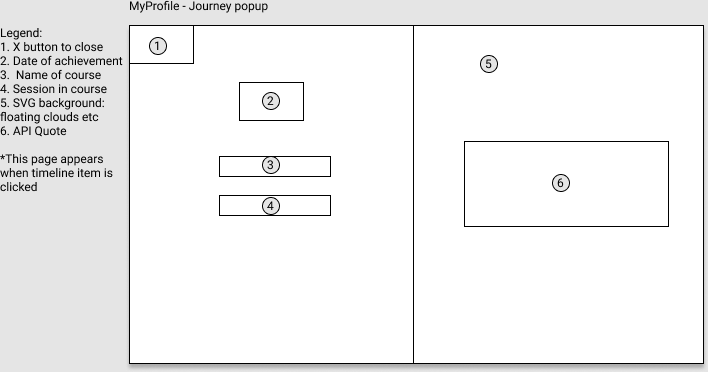 MyProfile - Journey popup
Legend:
1. X button to close
2. Date of achievement
3.  Name of course
4. Session in course
5. SVG background:
floating clouds etc
6. API Quote
*This page appears
when timeline item is
clicked
1
2
3
4
5
6